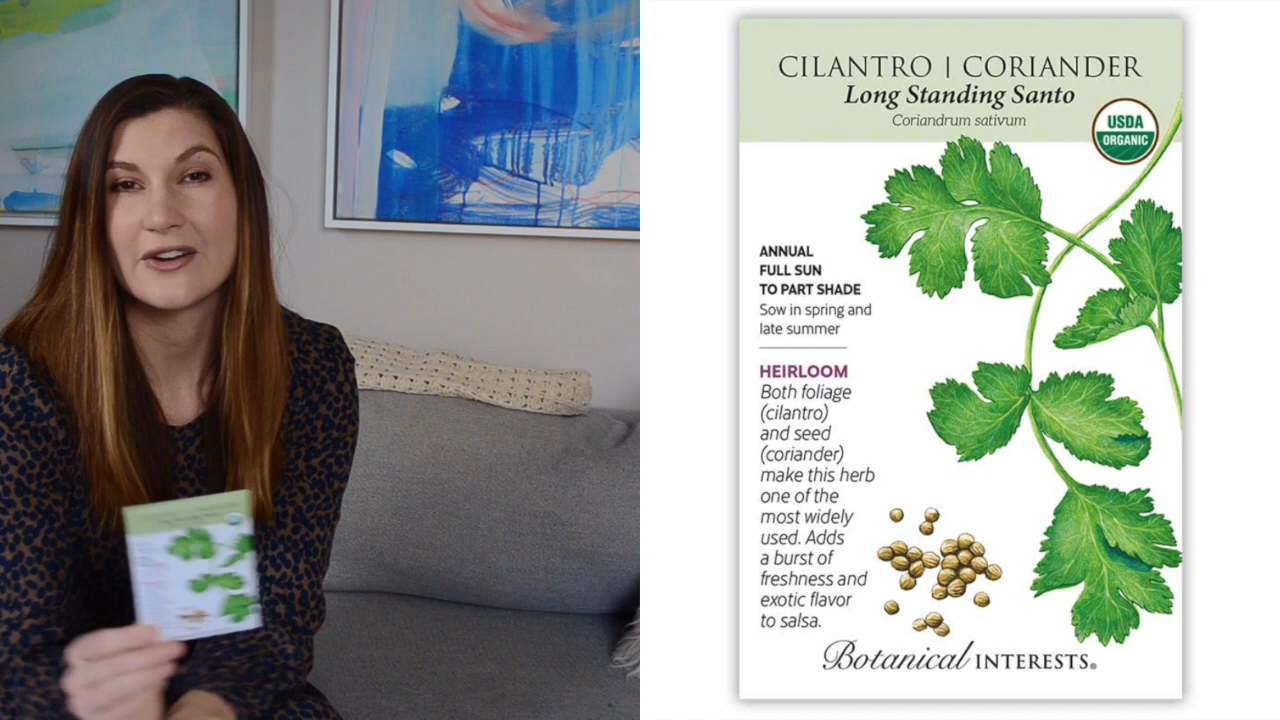 CILANTRO | CORIANDER
Long Standing Santo
Coriandrum sativum
USDA
ORGANIC
ANNUAL
FULL SUN
TO PART SHADE
Sow in spring and
late summer
HEIRLOOM
Both foliage
(cilantro)
and seed
(coriander)
make this herb
one of the
most widely
used. Adds
a burst of
freshness and
exotic flavor
to salsa.
Botanical INTERESTS®